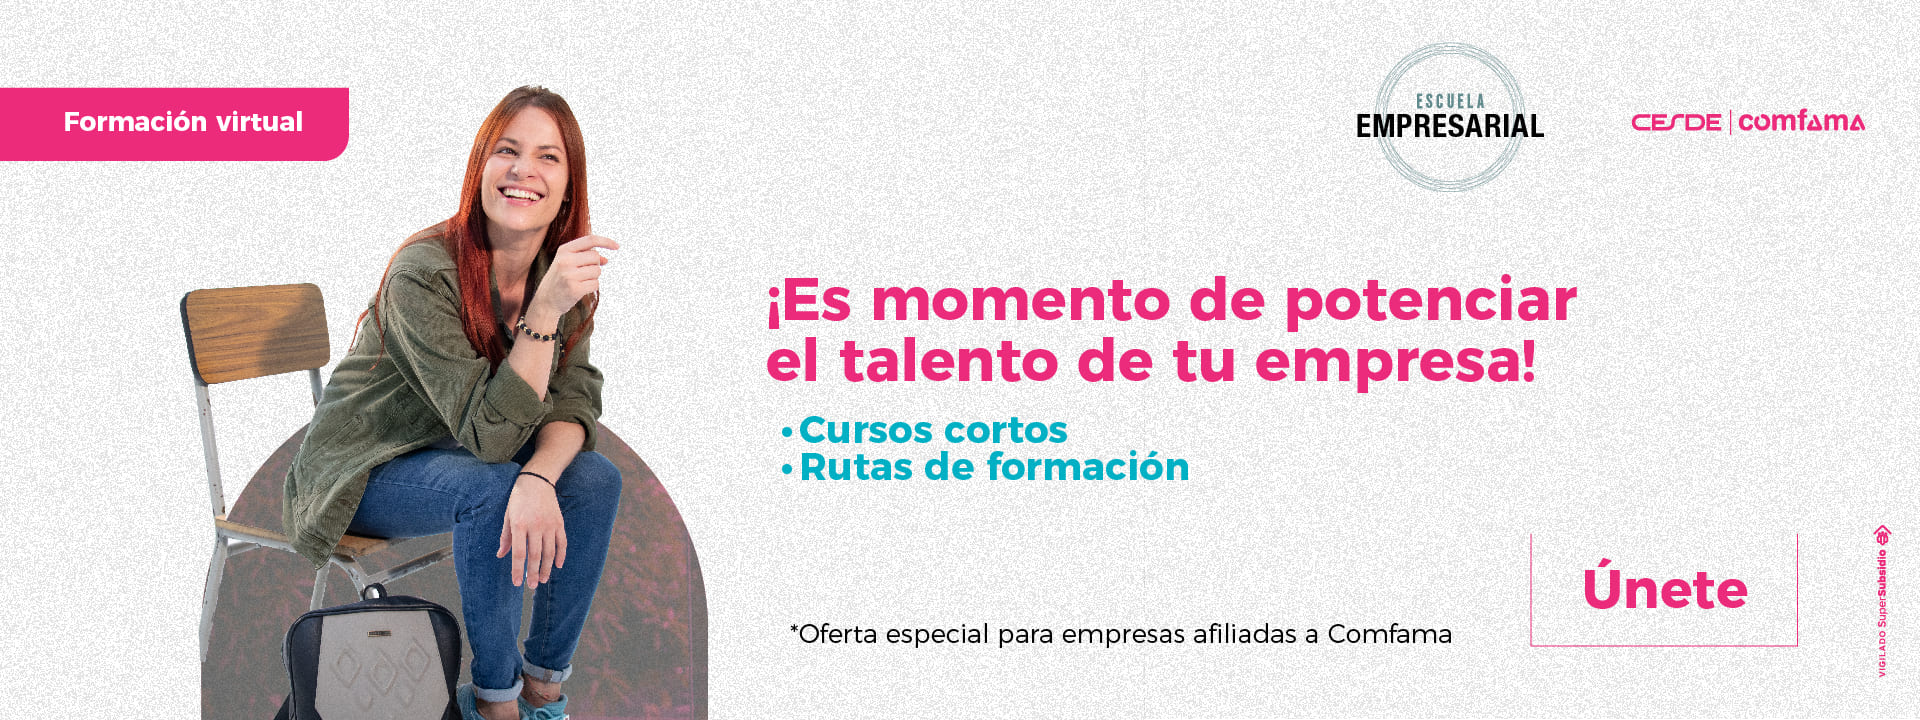 Formación virtual
ESCUELA
EMPRESARIAL
CESDE | comfama
¡Es momento de potenciar
el talento de tu empresa!
• Cursos cortos
• Rutas de formación
Únete
*Oferta especial para empresas afiliadas a Comfama
VIGILADO SuperSubsidio